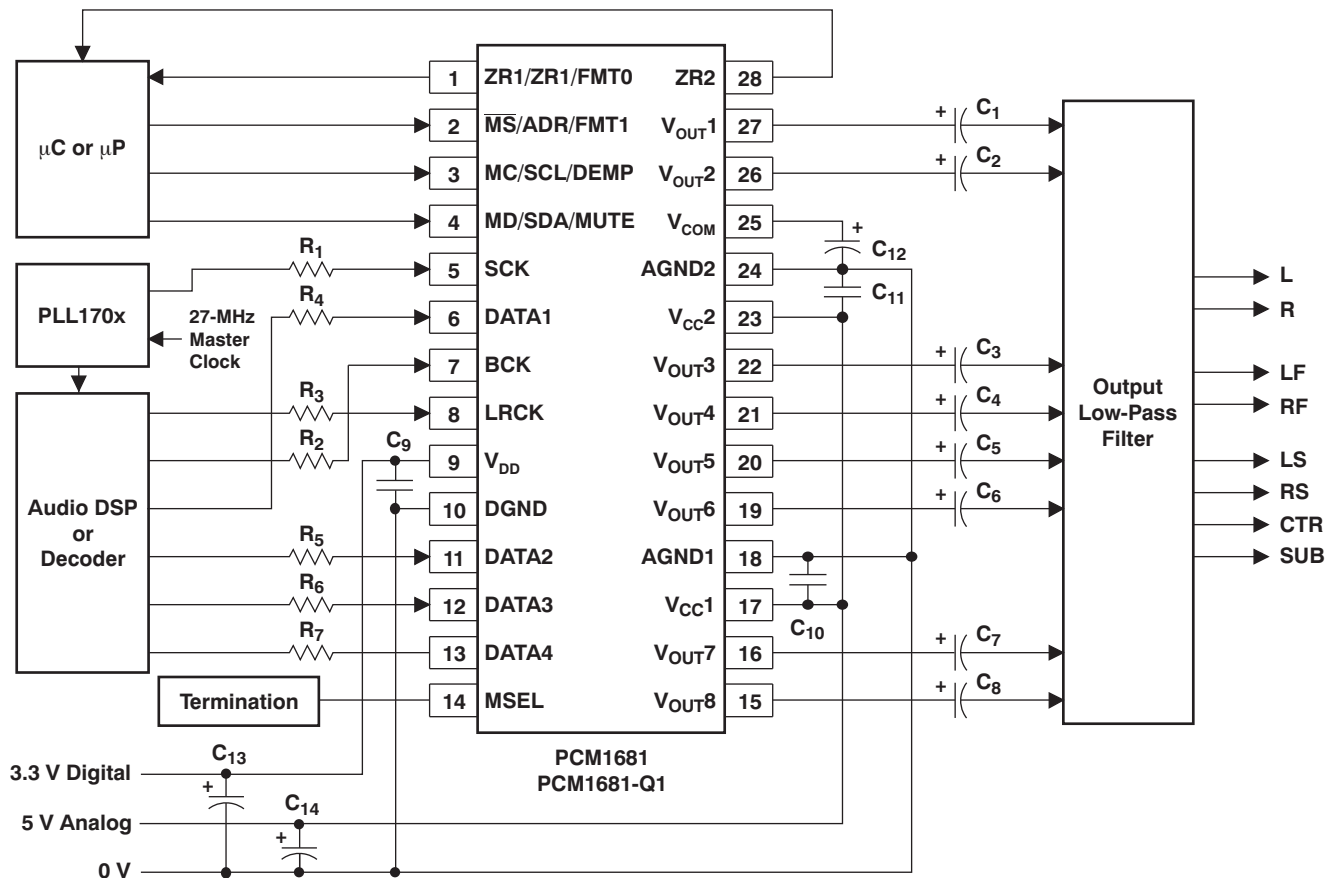 μC or μP
PLL170x
27-MHz
Master
Clock
Audio DSP
or
Decoder
Termination
R1
R4
R3
R2
C9
R5
R6
R7
1 ZR1/ZR1/FMT0
2 MS/ADR/FMT1
3 MC/SCL/DEMP
4 MD/SDA/MUTE
5 SCK
6 DATA1
7 BCK
8 LRCK
9 VDD
10 DGND
11 DATA2
12 DATA3
13 DATA4
14 MSEL
ZR2 28
VOUT1 27
VOUT2 26
VCOM 25
AGND2 24
VCC2 23
VOUT3 22
VOUT4 21
VOUT5 20
VOUT6 19
AGND1 18
VCC1 17
VOUT7 16
VOUT8 15
PCM1681
PCM1681-Q1
+ C1
+ C2
+ C12
C11
+ C3
+ C4
+ C5
+ C6
C10
+ C7
+ C8
Output
Low-Pass
Filter
L
R
LF
RF
LS
RS
CTR
SUB
3.3 V Digital
C13
+
5 V Analog
C14
+
0 V